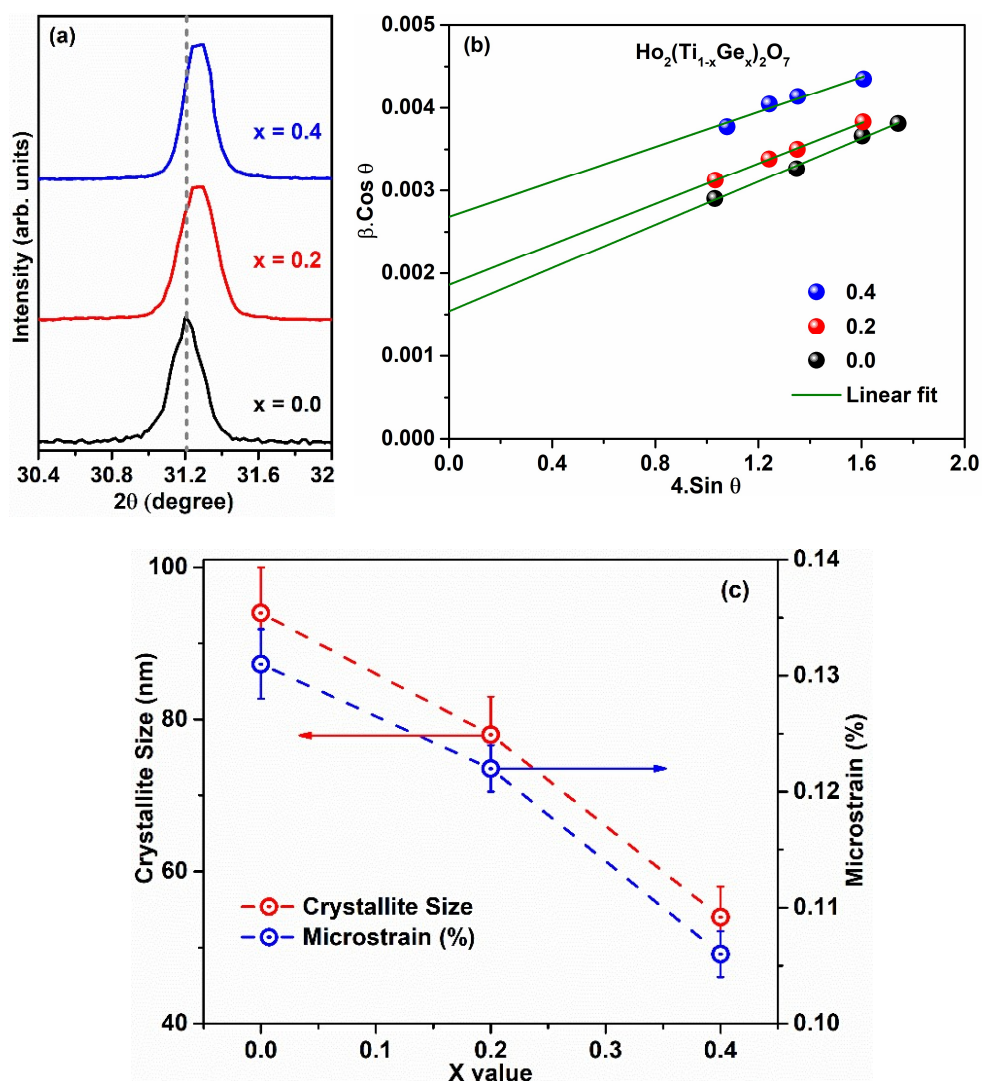 (a)
x = 0.4
x = 0.2
x = 0.0
Intensity (arb. units)
30.4 31.2 32
2θ (degree)
(b)
Ho₂(Ti₁₋ₓGeₓ)₂O₇
0.005
0.004
0.003
0.002
0.001
0.000
β.Cos θ
0.4
0.2
0.0
Linear fit
0.0 0.4 0.8 1.2 1.6 2.0
4.Sin θ
(c)
100
80
60
40
Crystallite Size (nm)
0.14
0.13
0.12
0.11
0.10
Microstrain (%)
Crystallite Size
Microstrain (%)
0.0 0.1 0.2 0.3 0.4
X value